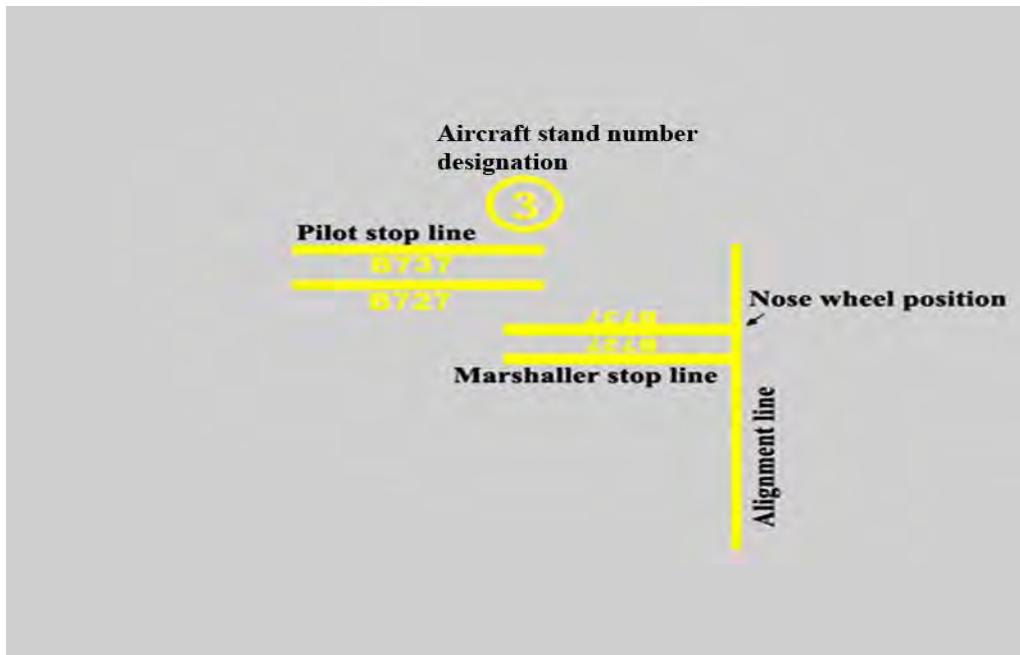 Aircraft stand number
designation
3
Pilot stop line
B737
B727
Nose wheel position
Marshaller stop line
Alignment line